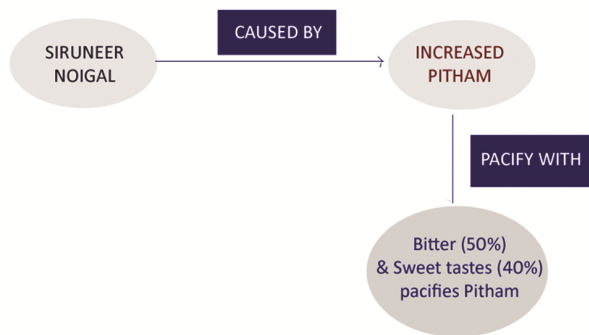 CAUSED BY
SIRUNEER
NOIGAL
INCREASED
PITHAM
PACIFY WITH
Bitter (50%)
& Sweet tastes (40%)
pacifies Pitham